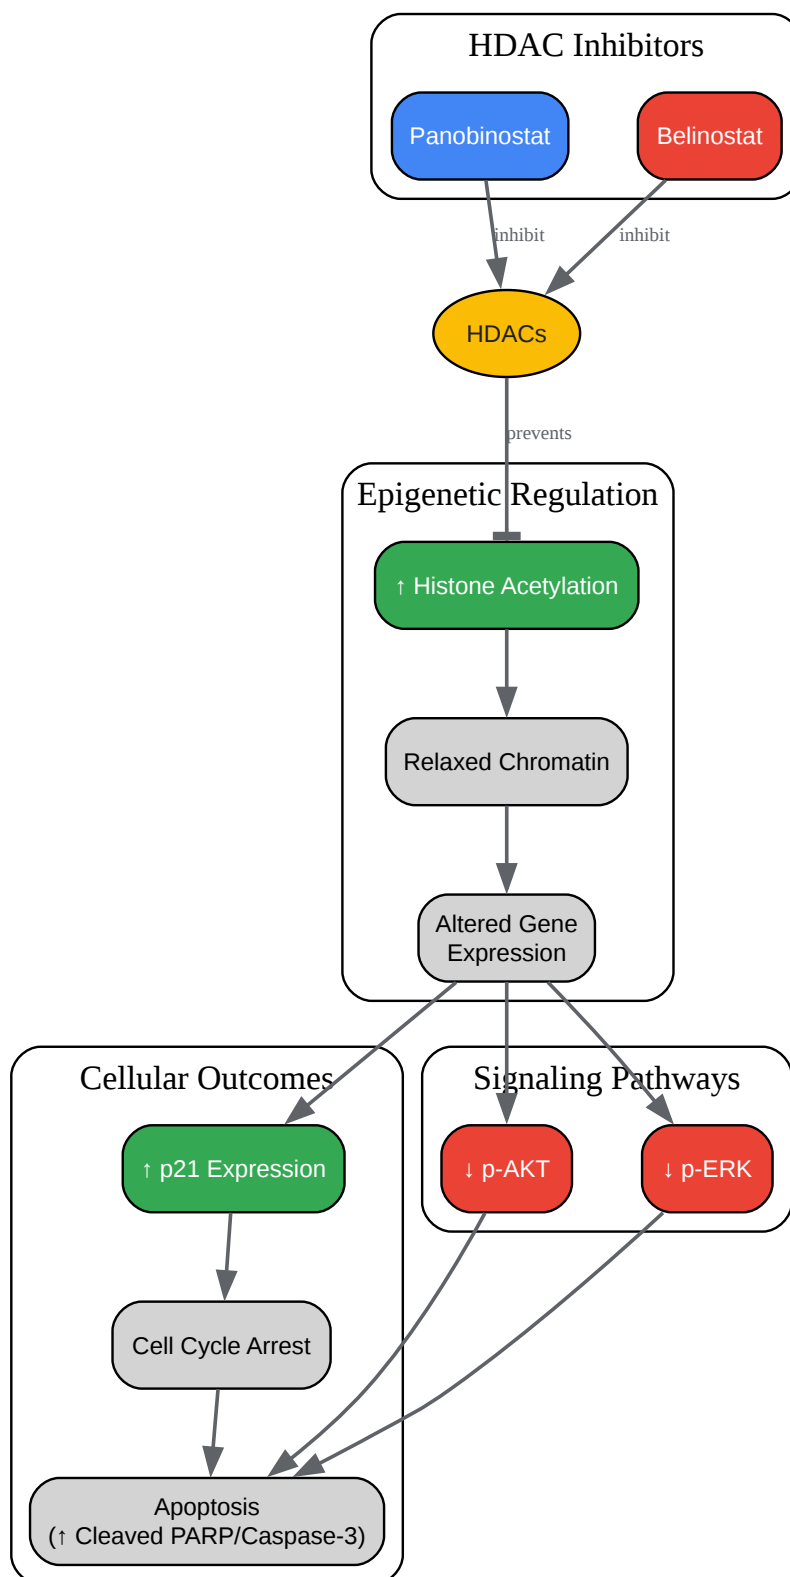 HDAC Inhibitors
Panobinostat
Belinostat
inhibit
inhibit
HDACs
prevents
Epigenetic Regulation
↑ Histone Acetylation
Relaxed Chromatin
Altered Gene
Expression
Cellular Outcomes
Signaling Pathways
↑ p21 Expression
↓ p-AKT
↓ p-ERK
Cell Cycle Arrest
Apoptosis
(↑ Cleaved PARP/Caspase-3)